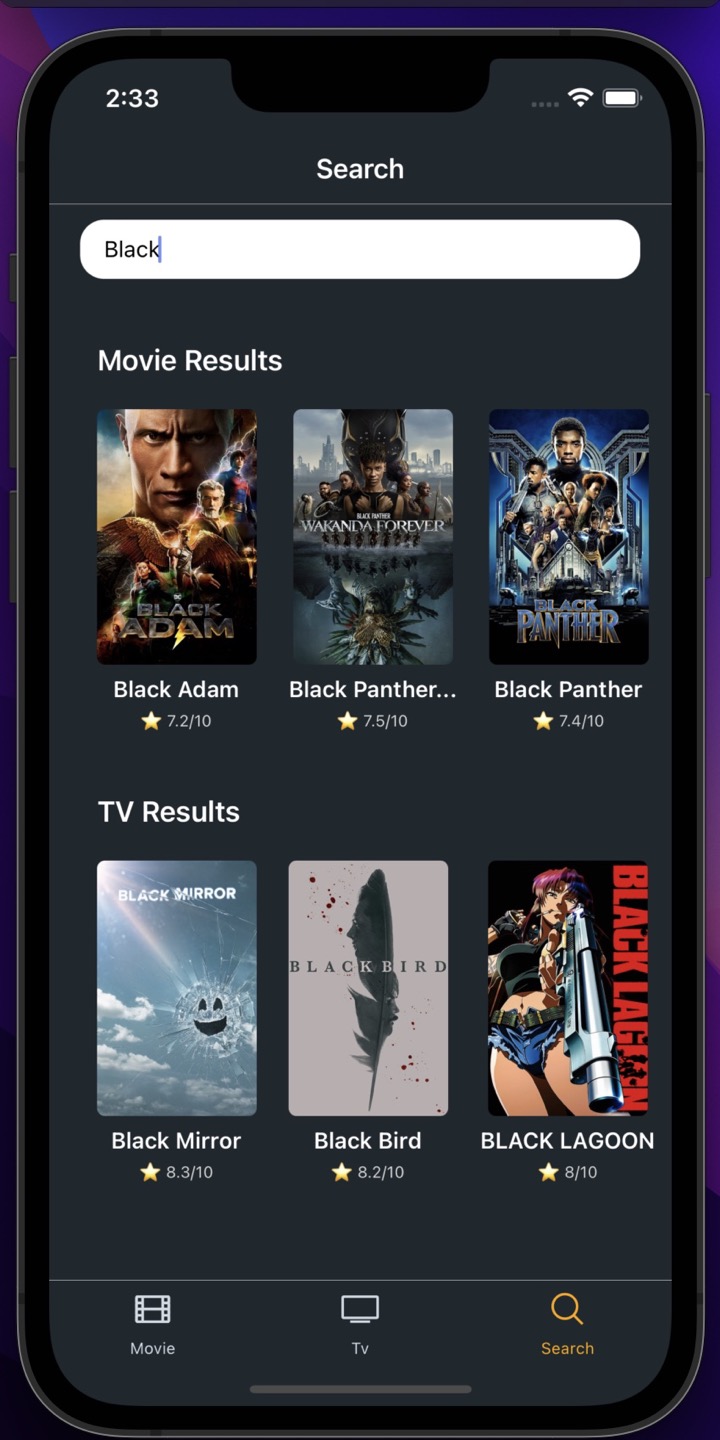 2:33
Search
Black
Movie Results
BLACK
ADAM
BLACK PANTHER
WAKANDA FOREVER
BLACK
PANTHER
Black Adam
Black Panther...
Black Panther
⭐ 7.2/10
⭐ 7.5/10
⭐ 7.4/10
TV Results
BLACK MIRROR
BLACK BIRD
BLACK LAGOON
Black Mirror
Black Bird
BLACK LAGOON
⭐ 8.3/10
⭐ 8.2/10
⭐ 8/10
Movie
Tv
Search